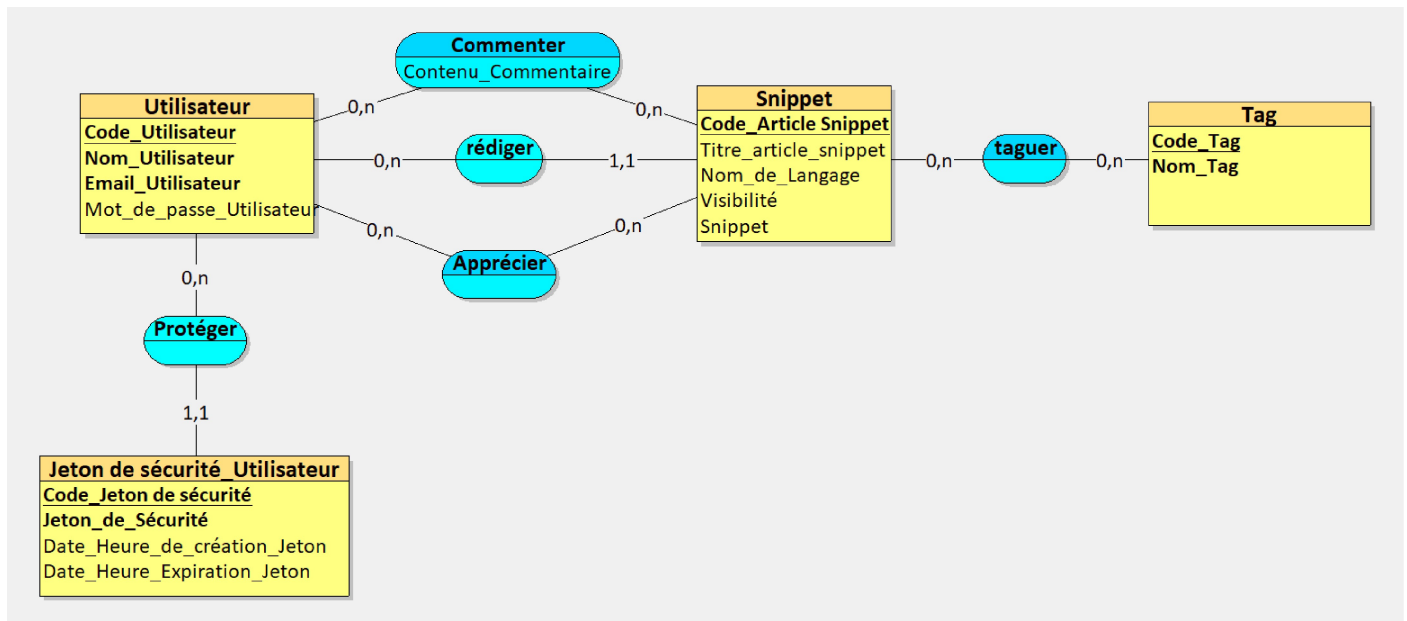 Commenter
Contenu_Commentaire
0,n
0,n
Utilisateur
Code_Utilisateur
Nom_Utilisateur
Email_Utilisateur
Mot_de_passe_Utilisateur
0,n
rédiger
1,1
0,n
Apprécier
0,n
Snippet
Code_Article Snippet
Titre_article_snippet
Nom_de_Langage
Visibilité
Snippet
0,n
taguer
0,n
Tag
Code_Tag
Nom_Tag
0,n
Protéger
1,1
Jeton de sécurité_Utilisateur
Code_Jeton de sécurité
Jeton_de_Sécurité
Date_Heure_de_création_Jeton
Date_Heure_Expiration_Jeton